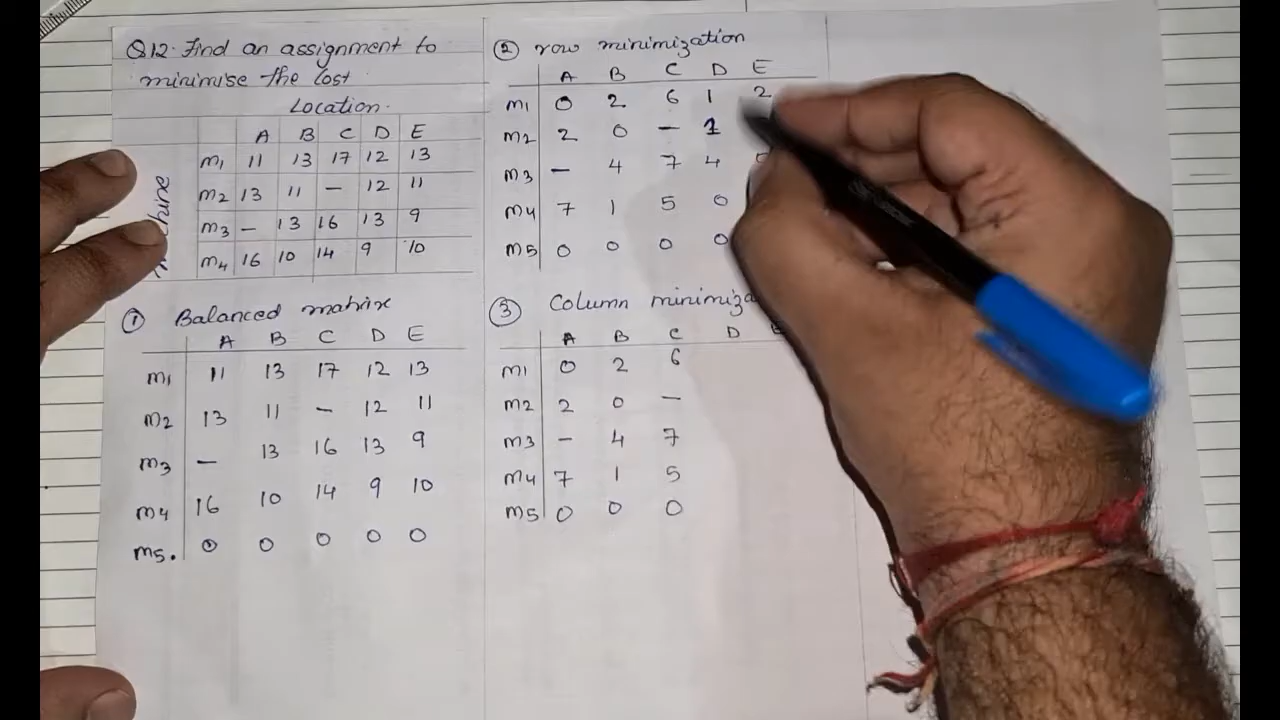 Q12. Find an assignment to
minimise the Cost
Location.
A B C D E
M1 11 13 17 12 13
M2 13 11 - 12 11
M3 - 13 16 13 9
M4 16 10 14 9 10
① Balanced matrix
A B C D E
M1 11 13 17 12 13
M2 13 11 - 12 11
M3 - 13 16 13 9
M4 16 10 14 9 10
M5. 0 0 0 0 0
② row minimization
A B C D E
M1 0 2 6 1 2
M2 2 0 - 1
M3 - 4 7 4
M4 7 1 5 0
M5 0 0 0 0
③ Column
A B C D
M1 0 2 6
M2 2 0 -
M3 - 4 7
M4 7 1 5
M5 0 0 0